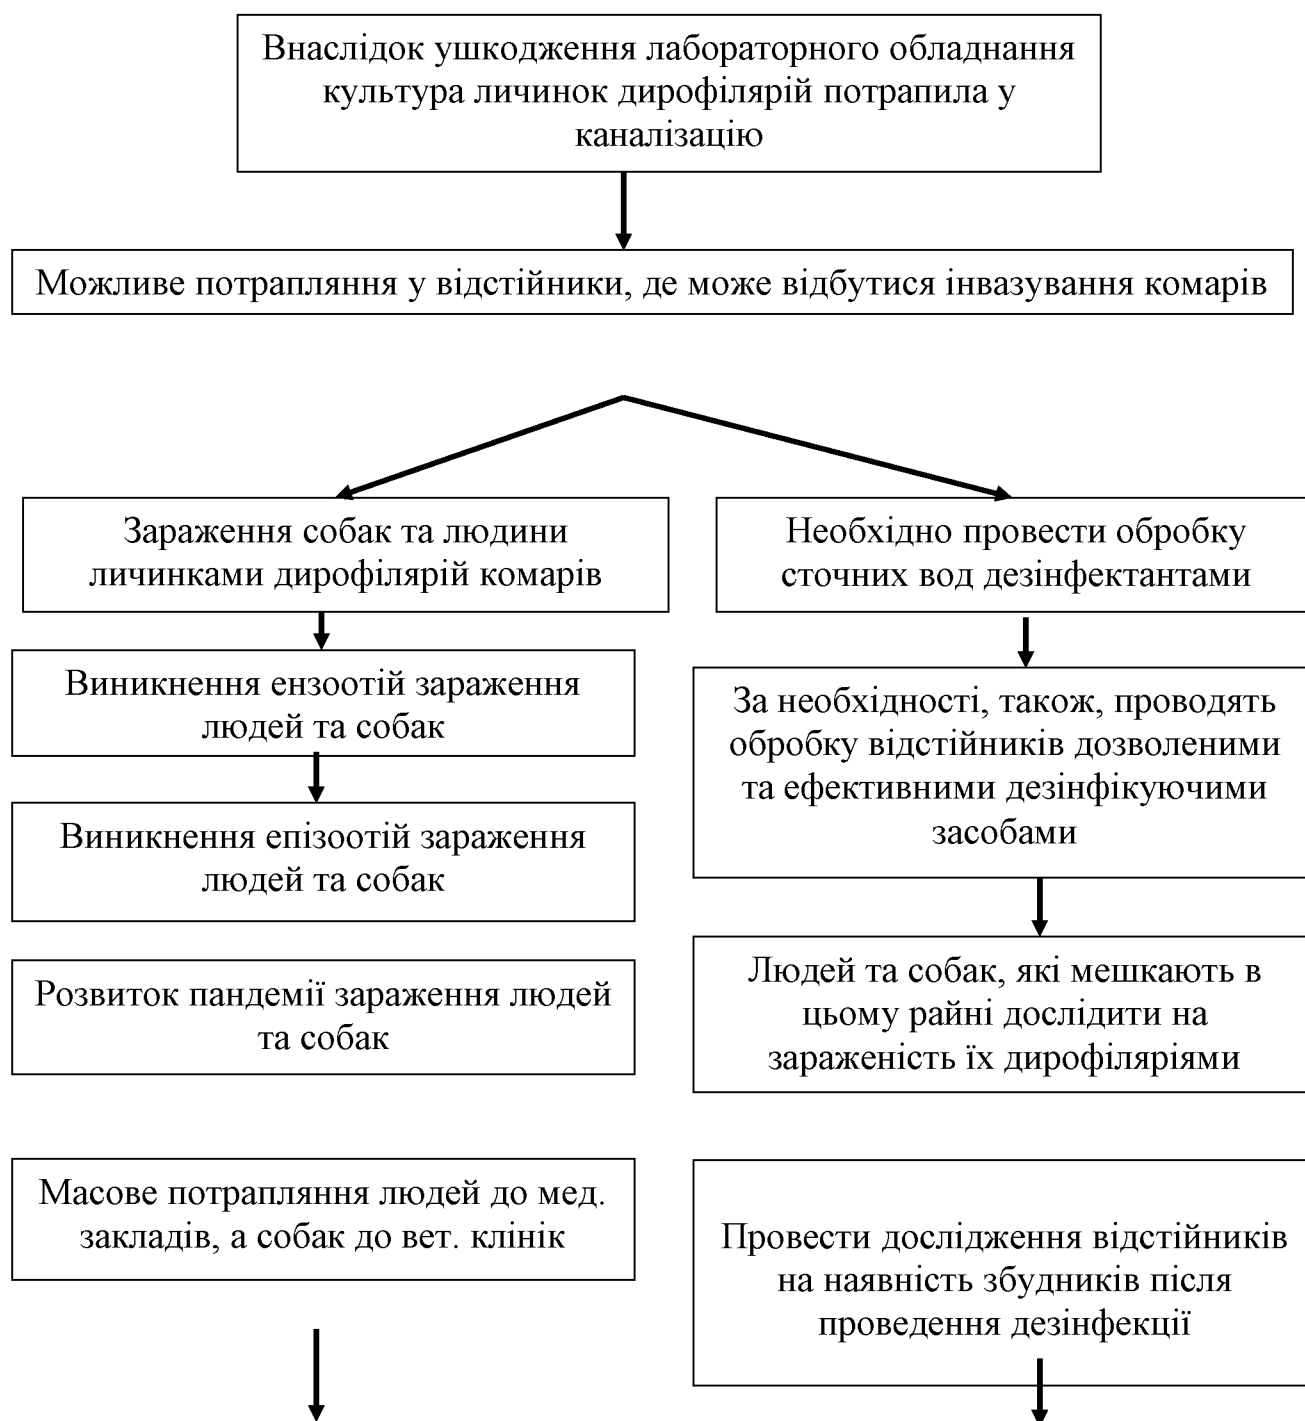 Внаслідок ушкодження лабораторного обладнання
культура личинок дирофілярій потрапила у
каналізацію
Можливе потрапляння у відстійники, де може відбутися інвазування комарів
Зараження собак та людини
личинками дирофілярій комарів
Виникнення ензоотій зараження
людей та собак
Виникнення епізоотій зараження
людей та собак
Розвиток пандемії зараження людей
та собак
Масове потрапляння людей до мед.
закладів, а собак до вет. клінік
Необхідно провести обробку
сточних вод дезінфектантами
За необхідності, також, проводять
обробку відстійників дозволеними
та ефективними дезінфікуючими
засобами
Людей та собак, які мешкають в
цьому райні дослідити на
зараженість їх дирофіляріями
Провести дослідження відстійників
на наявність збудників після
проведення дезінфекції